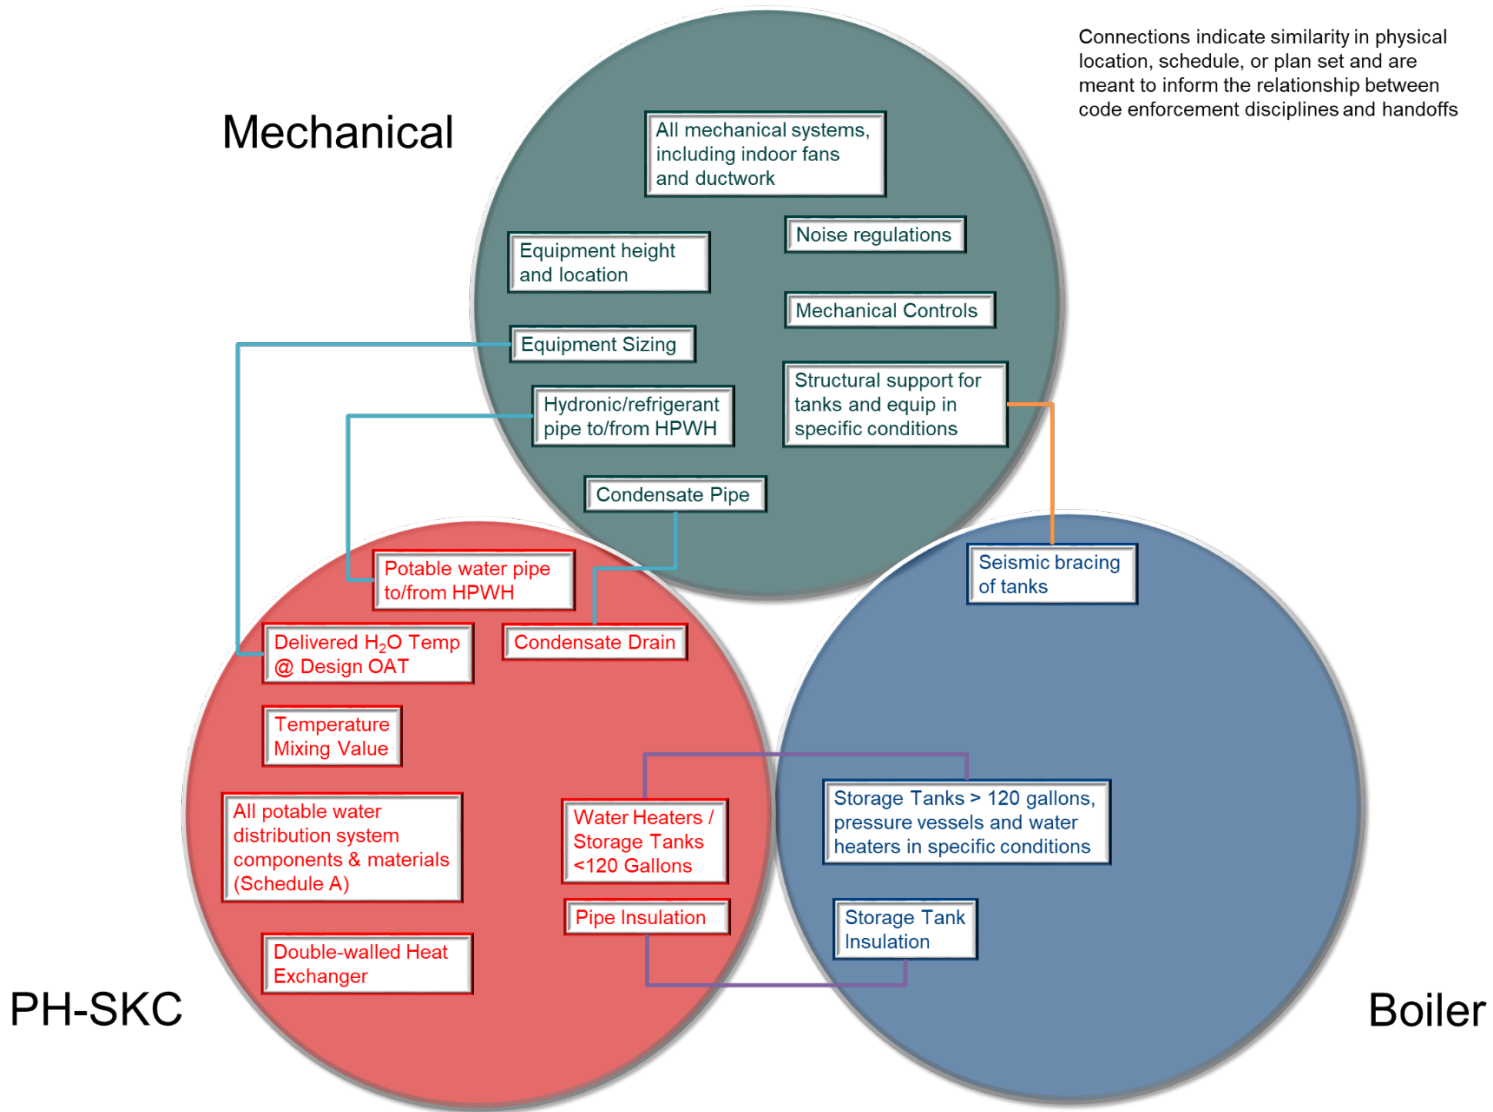 Connections indicate similarity in physical
location, schedule, or plan set and are
meant to inform the relationship between
code enforcement disciplines and handoffs
Mechanical
All mechanical systems,
including indoor fans
and ductwork
Noise regulations
Equipment height
and location
Mechanical Controls
Equipment Sizing
Structural support for
tanks and equip in
specific conditions
Hydronic/refrigerant
pipe to/from HPWH
Condensate Pipe
Potable water pipe
to/from HPWH
Seismic bracing
of tanks
Delivered H₂O Temp
@ Design OAT
Condensate Drain
Temperature
Mixing Value
All potable water
distribution system
components & materials
(Schedule A)
Water Heaters /
Storage Tanks
<120 Gallons
Storage Tanks > 120 gallons,
pressure vessels and water
heaters in specific conditions
Pipe Insulation
Storage Tank
Insulation
Double-walled Heat
Exchanger
PH-SKC
Boiler